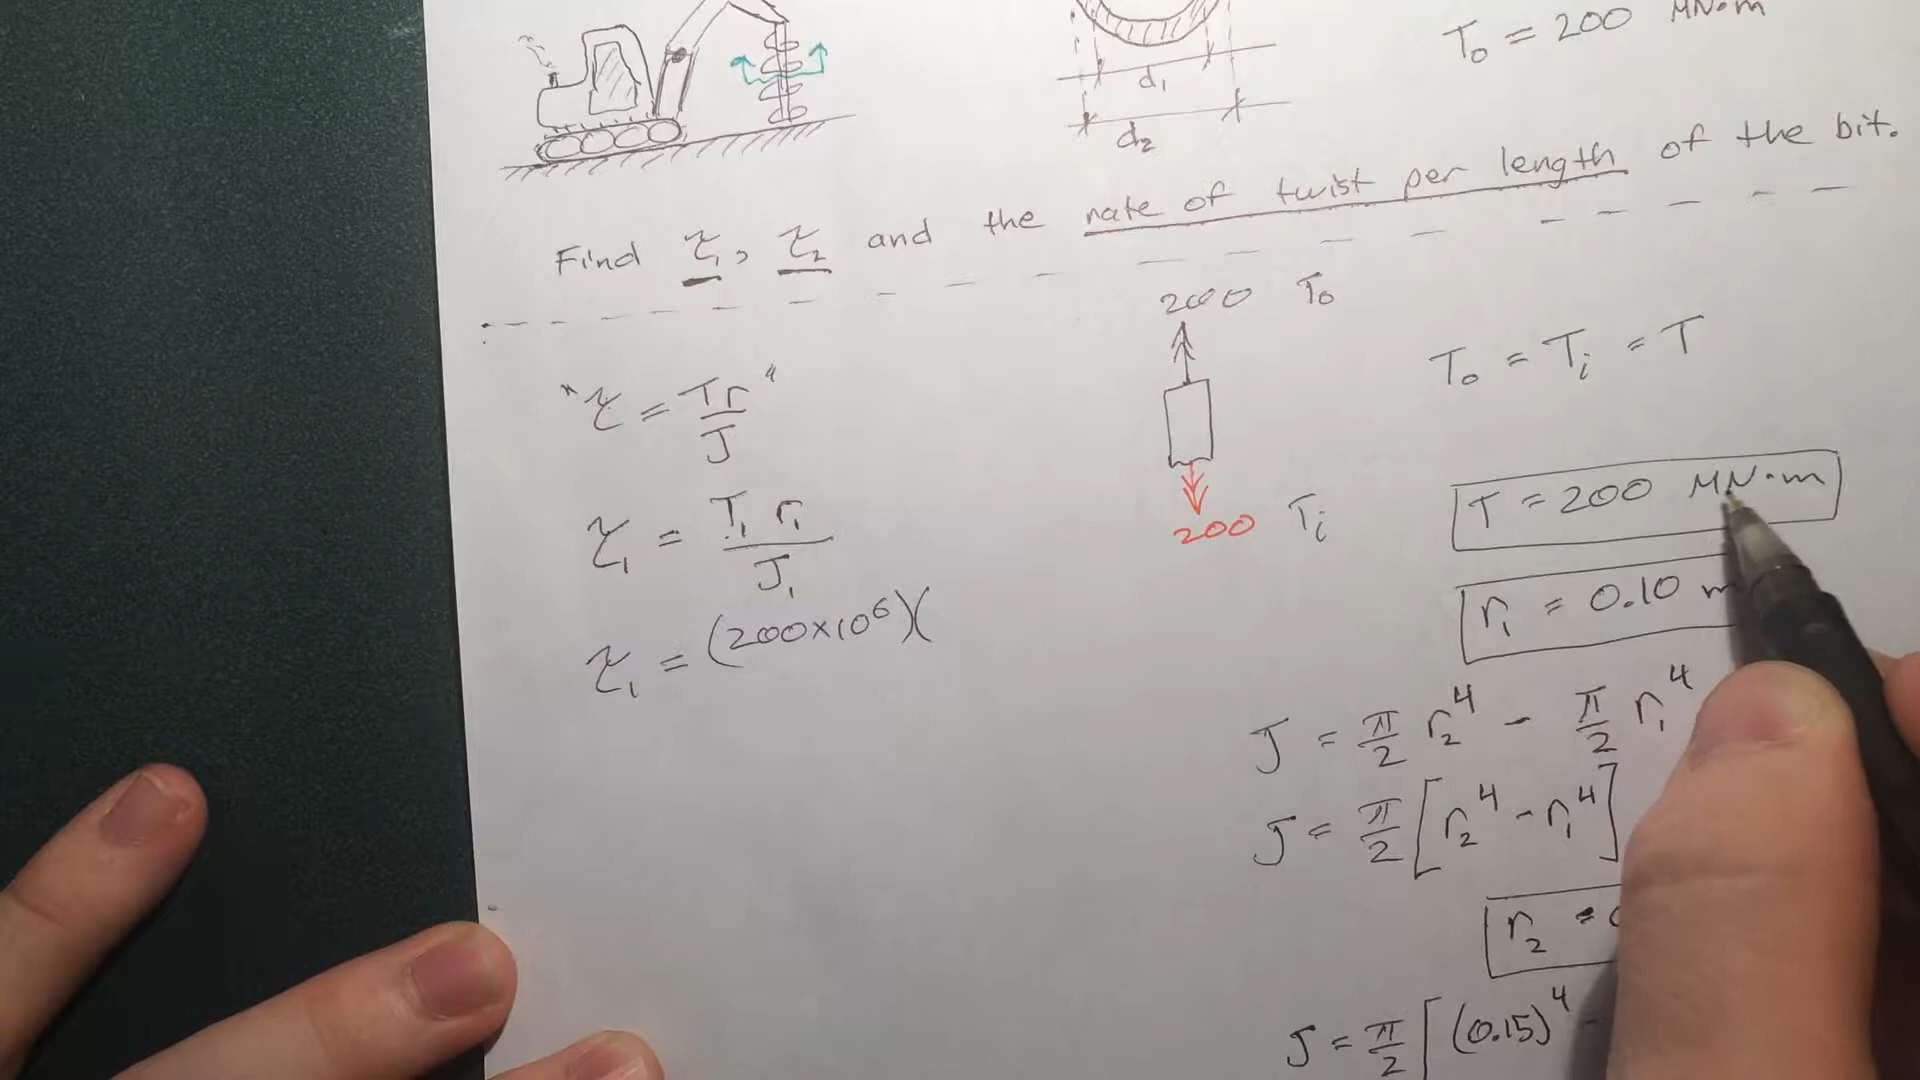 T₀ = 200 MN·m
d₁
d₂
Find τ₁, τ₂ and the rate of twist per length of the bit.
200 T₀
"τ = Tr/J"
T₀ = Tᵢ = T
τ₁ = T₁ r₁ / J₁
200 Tᵢ
T = 200 MN·m
τ₁ = (200×10⁶)(
r₁ = 0.10 m
J = π/2 r₂⁴ - π/2 r₁⁴
J = π/2 [r₂⁴ - r₁⁴]
r₂ =
J = π/2 [(0.15)⁴ -